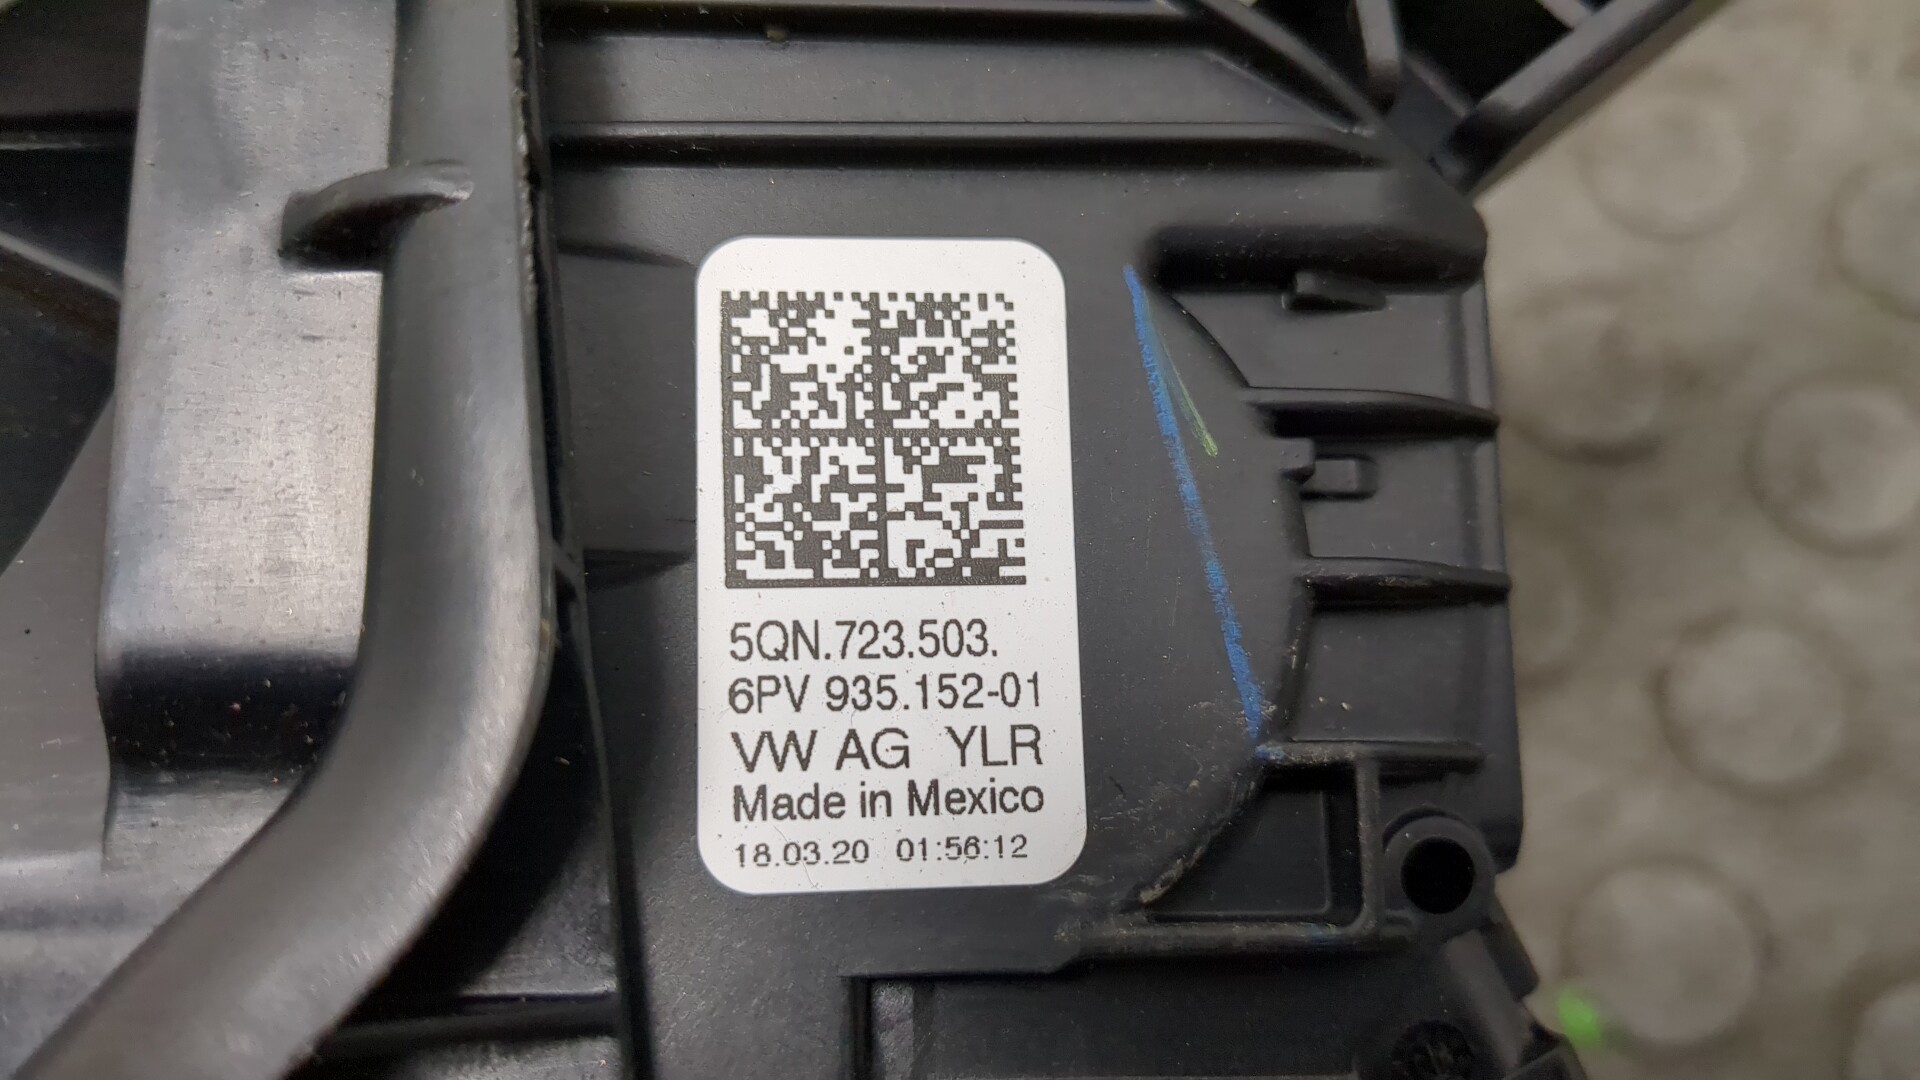 5QN.723.503.
6PV 935.152-01
VW AG YLR
Made in Mexico
18.03.20 01:56:12